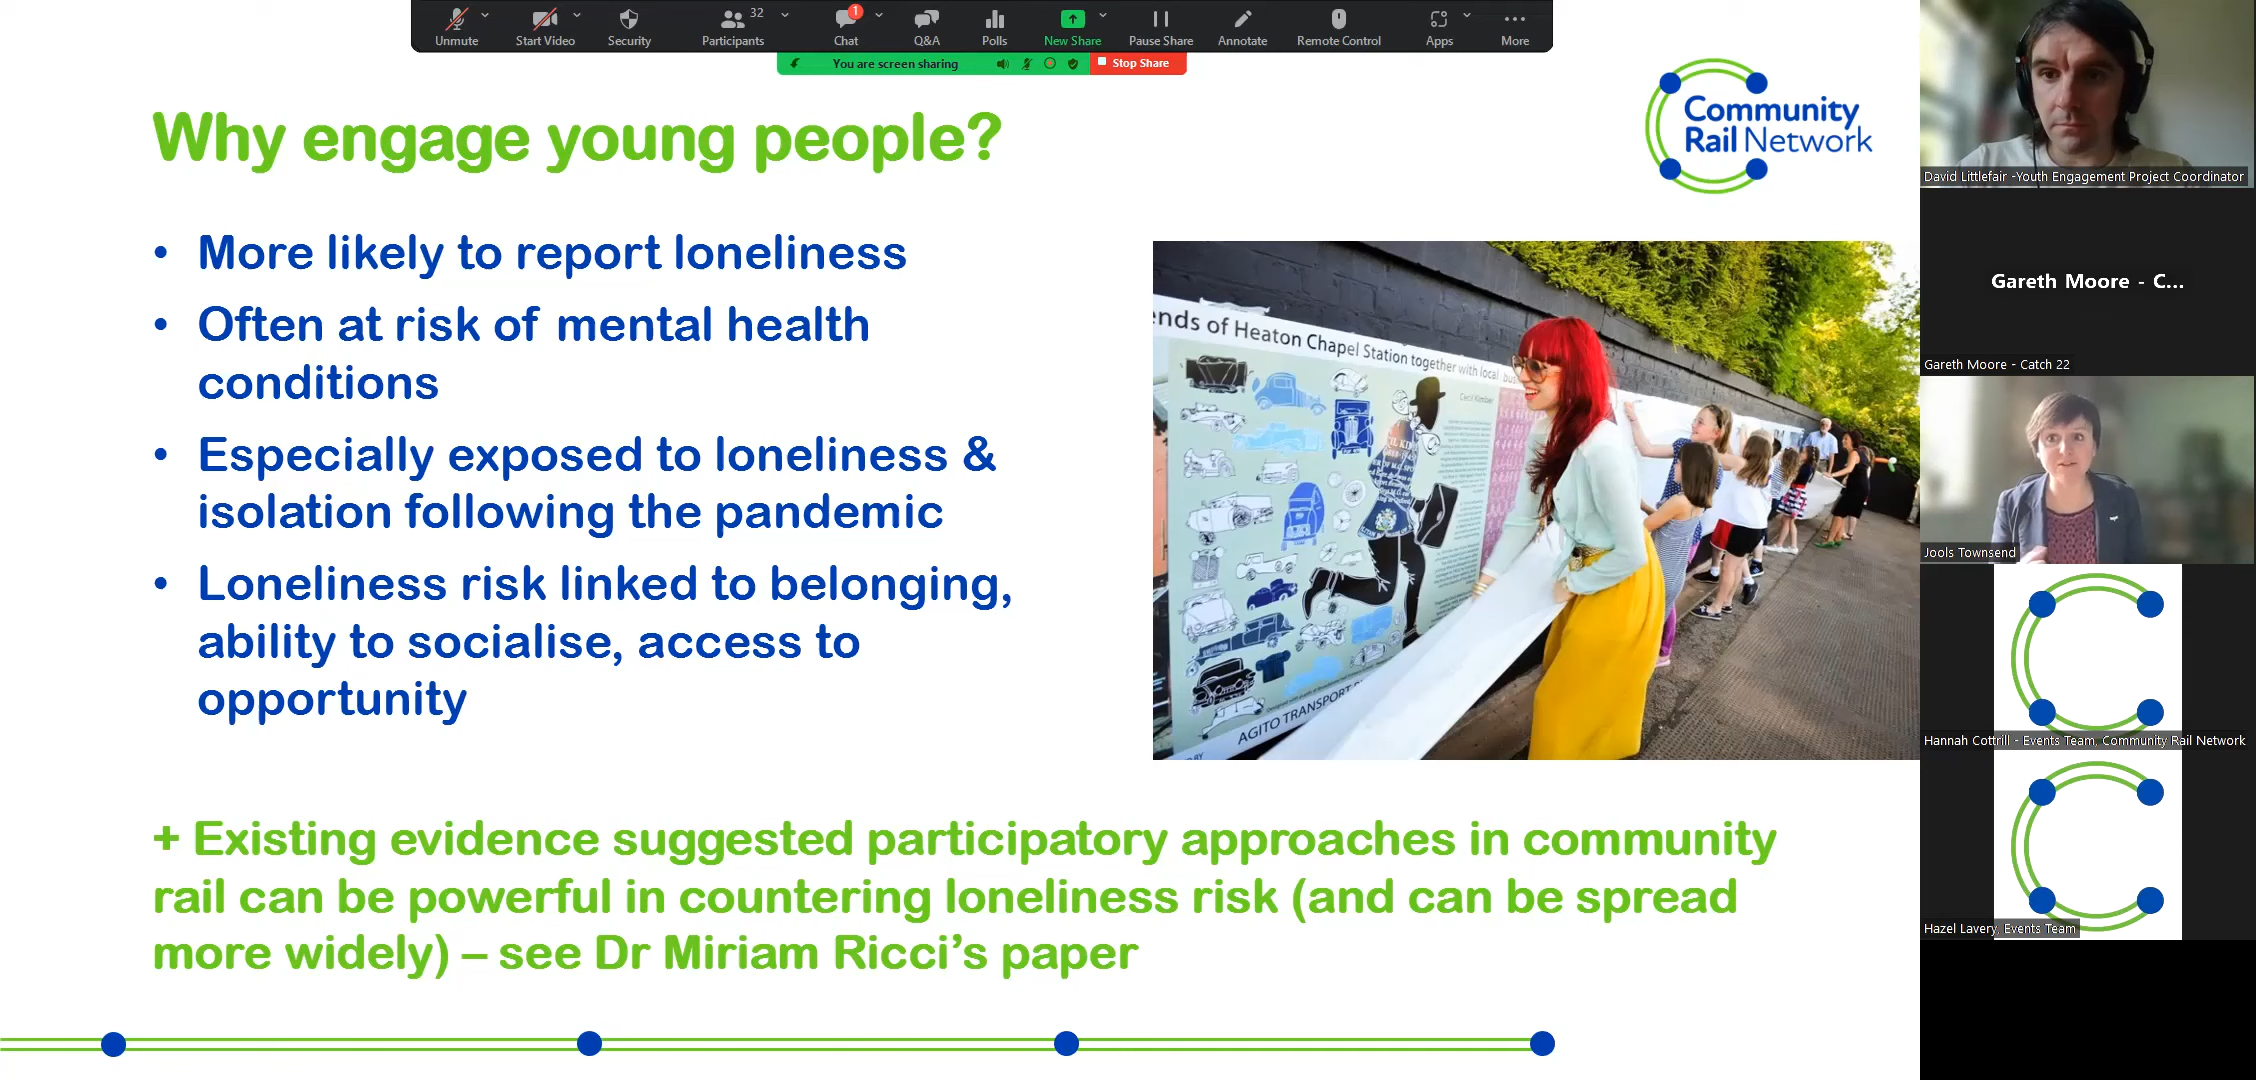 32
1
Unmute
Start Video
Security
Participants
Chat
Q&A
Polls
New Share
Pause Share
Annotate
Remote Control
Apps
More
You are screen sharing
Stop Share
Why engage young people?
Community
Rail Network
• More likely to report loneliness
• Often at risk of mental health
conditions
• Especially exposed to loneliness &
isolation following the pandemic
• Loneliness risk linked to belonging,
ability to socialise, access to
opportunity
ends of Heaton Chapel Station together with local
Cecil Kimber
AGITO TRANSPORT
+ Existing evidence suggested participatory approaches in community
rail can be powerful in countering loneliness risk (and can be spread
more widely) – see Dr Miriam Ricci’s paper
David Littlefair -Youth Engagement Project Coordinator
Gareth Moore - C...
Gareth Moore - Catch 22
Jools Townsend
Hannah Cottrill - Events Team, Community Rail Network
Hazel Lavery, Events Team